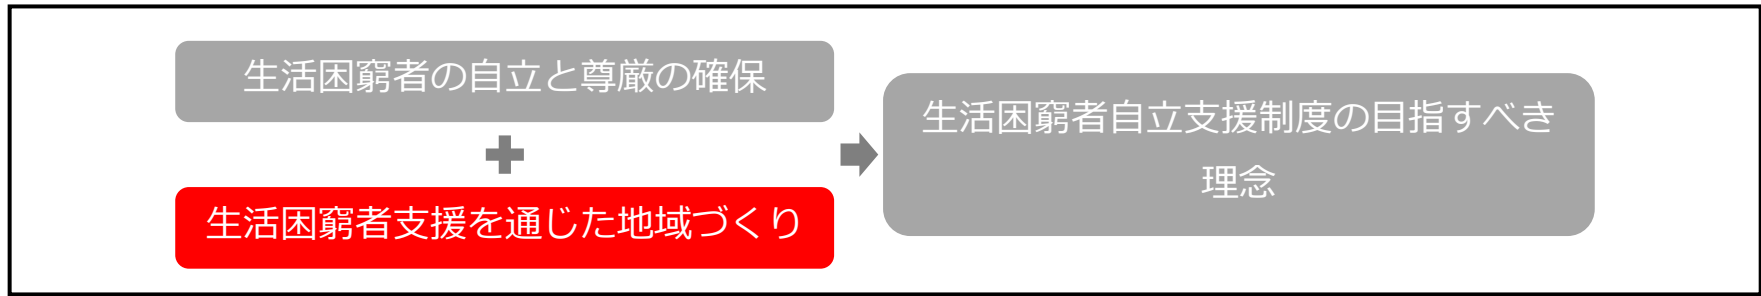 生活困窮者の自立と尊厳の確保
生活困窮者支援を通じた地域づくり
生活困窮者自立支援制度の目指すべき
理念